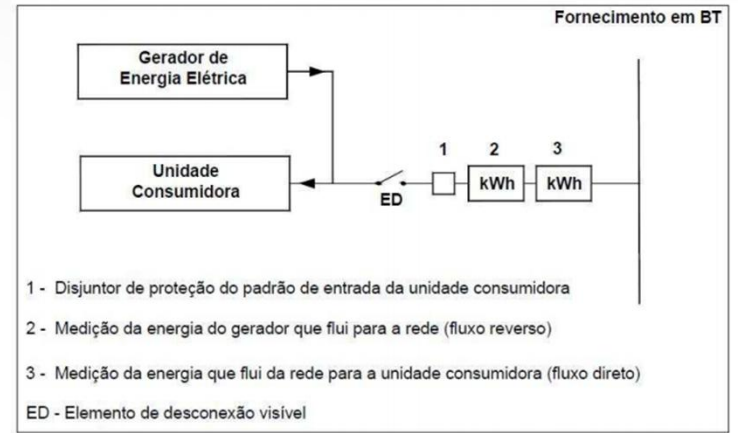 Fornecimento em BT
Gerador de
Energia Elétrica
1 2 3
Unidade
Consumidora
kWh kWh
ED
1 - Disjuntor de proteção do padrão de entrada da unidade consumidora
2 - Medição da energia do gerador que flui para a rede (fluxo reverso)
3 - Medição da energia que flui da rede para a unidade consumidora (fluxo direto)
ED - Elemento de desconexão visível